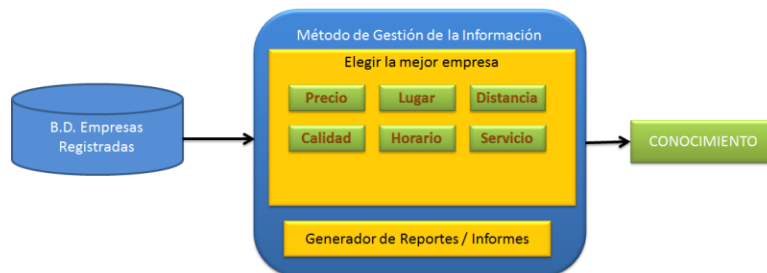 Método de Gestión de la Información
Elegir la mejor empresa
Precio
Lugar
Distancia
B.D. Empresas
Registradas
Calidad
Horario
Servicio
CONOCIMIENTO
Generador de Reportes / Informes